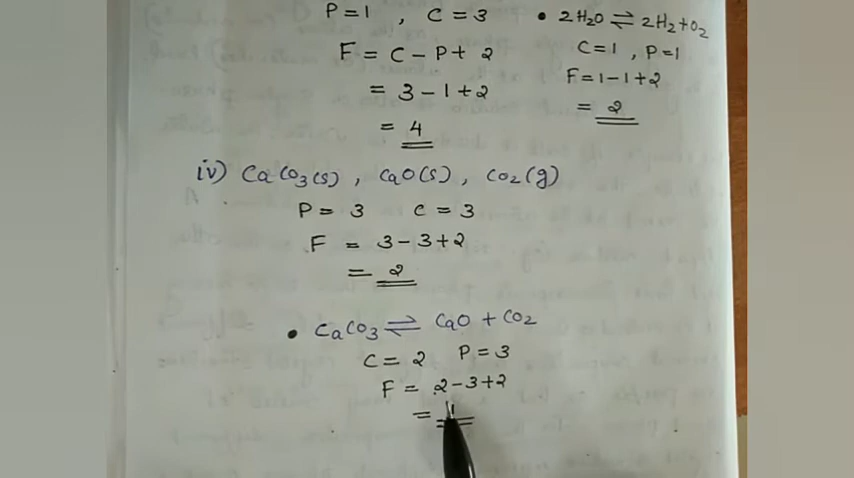 P=1 , C=3
F = C - P + 2
= 3 - 1 + 2
= 4
• 2H₂O ⇌ 2H₂+O₂
C=1 , P=1
F=1-1+2
= 2
iv) CaCO₃(s) , CaO(s) , CO₂(g)
P = 3 C = 3
F = 3-3+2
= 2
• CaCO₃ ⇌ CaO + CO₂
C = 2 P = 3
F = 2-3+2
= 1